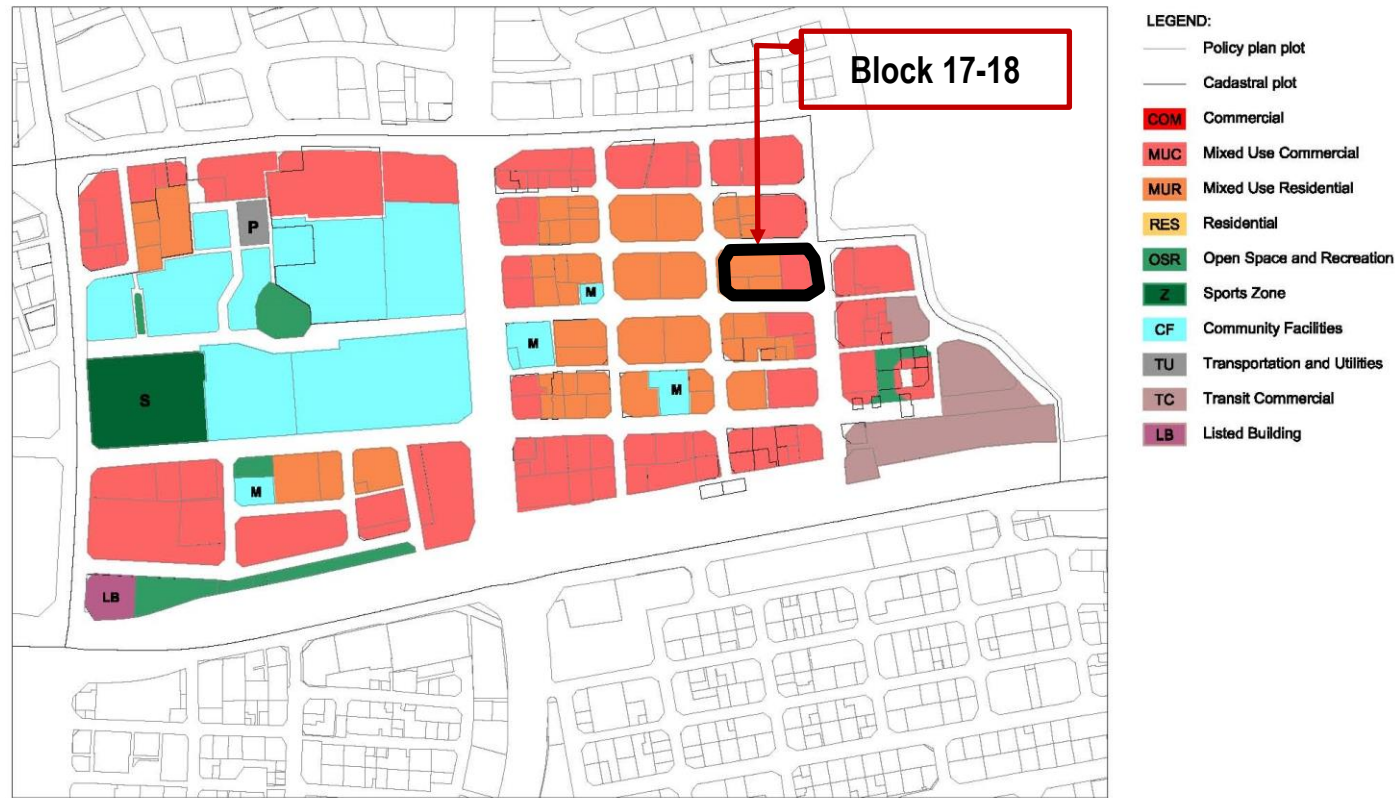 Block 17-18
P
M
M
M
S
M
LB
LEGEND:
Policy plan plot
Cadastral plot
COM Commercial
MUC Mixed Use Commercial
MUR Mixed Use Residential
RES Residential
OSR Open Space and Recreation
Z Sports Zone
CF Community Facilities
TU Transportation and Utilities
TC Transit Commercial
LB Listed Building